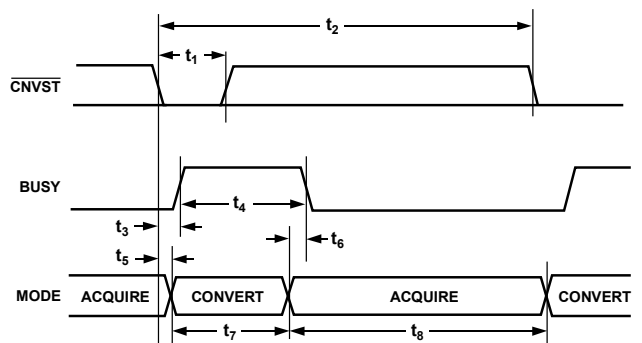 t2
t1
CNVST
BUSY
t4
t3
t6
t5
MODE ACQUIRE CONVERT ACQUIRE CONVERT
t7 t8